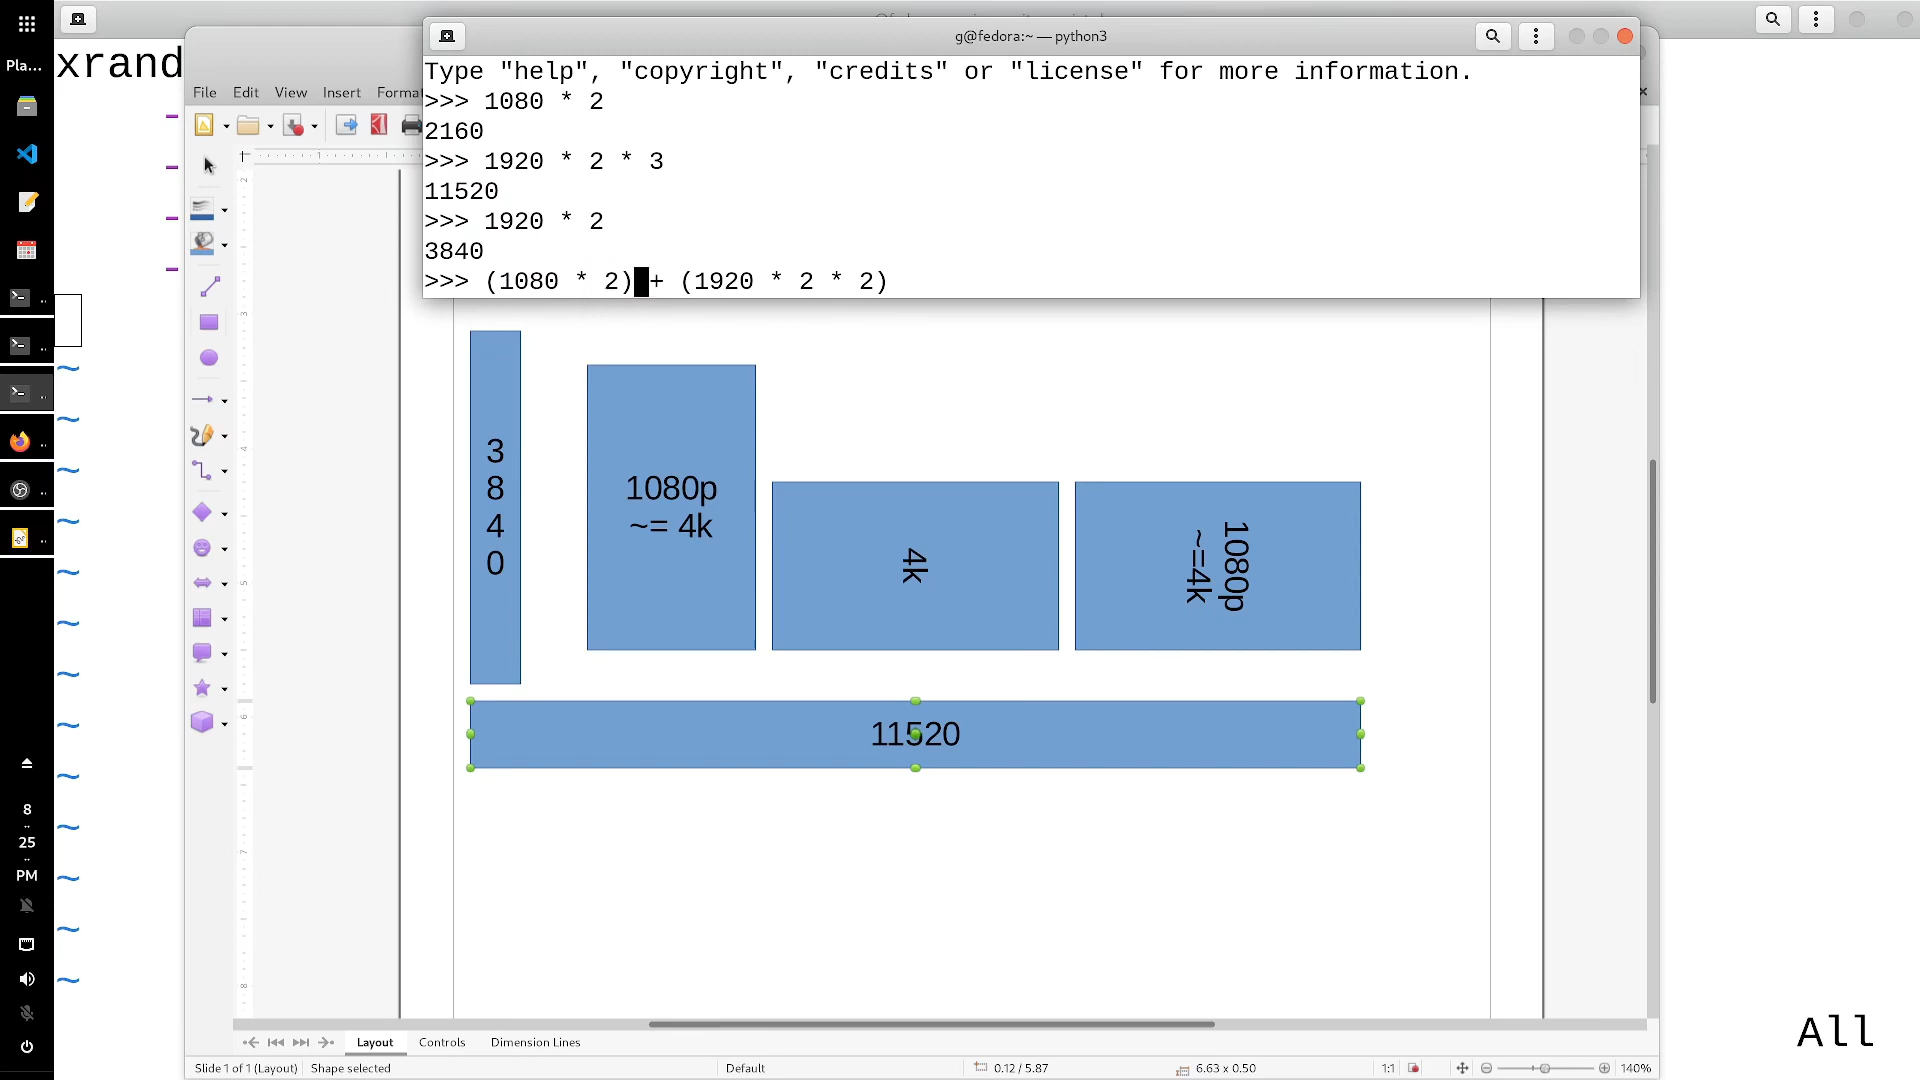 Pla...
xrand
g@fedora:~ — python3
Type "help", "copyright", "credits" or "license" for more information.
>>> 1080 * 2
2160
>>> 1920 * 2 * 3
11520
>>> 1920 * 2
3840
>>> (1080 * 2) + (1920 * 2 * 2)
File Edit View Insert Forma
3
8
4
0
1080p
~= 4k
4k
1080p
~=4k
11520
8
25
PM
Layout Controls Dimension Lines
Slide 1 of 1 (Layout) Shape selected Default 0.12 / 5.87 6.63 x 0.50 1:1 140%
All